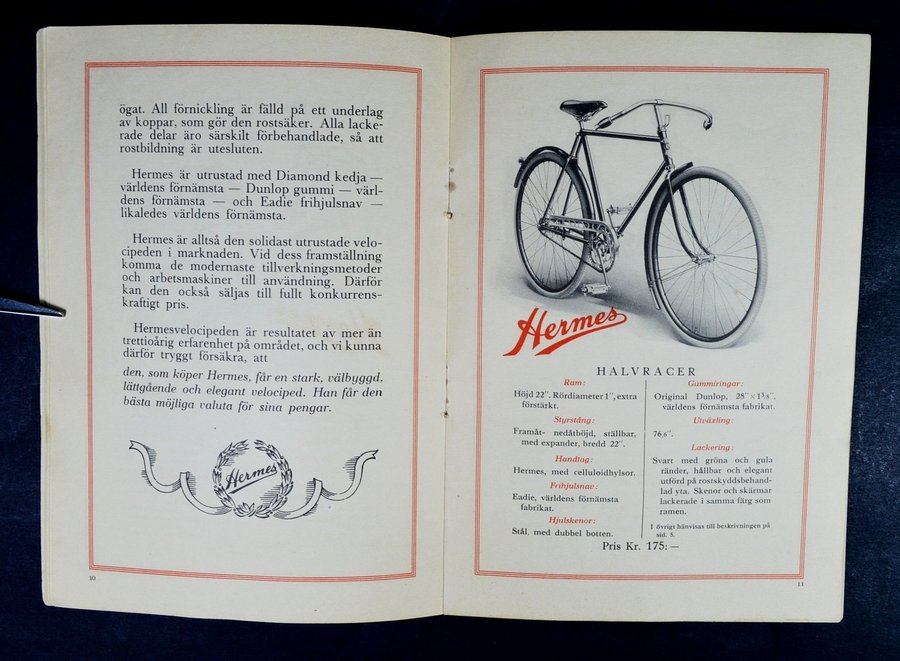 ögat. All förnickling är fälld på ett underlag
av koppar, som gör den rostsäker. Alla lacke-
rade delar äro särskilt förbehandlade, så att
rostbildning är utesluten.
Hermes är utrustad med Diamond kedja —
världens förnämsta — Dunlop gummi — värl-
dens förnämsta — och Eadie frihjulsnav —
likaledes världens förnämsta.
Hermes är alltså den solidast utrustade velo-
cipeden i marknaden. Vid dess framställning
komma de modernaste tillverkningsmetoder
och arbetsmaskiner till användning. Därför
kan den också säljas till fullt konkurrens-
kraftigt pris.
Hermesvelocipeden är resultatet av mer än
trettioårig erfarenhet på området, och vi kunna
därför tryggt försäkra, att
den, som köper Hermes, får en stark, välbyggd,
lättgående och elegant velociped. Han får den
bästa möjliga valuta för sina pengar.
Hermes
10
Hermes
HALVRACER
Ram:
Höjd 22". Rördiameter 1", extra
förstärkt.
Styrstång:
Framåt- nedåtböjd, ställbar,
med expander, bredd 22".
Handtag:
Hermes, med celluloidhylsor.
Frihjulsnav:
Eadie, världens förnämsta
fabrikat.
Hjulskenor:
Stål, med dubbel botten.
Gummiringar:
Original Dunlop, 28"×1 3/8",
världens förnämsta fabrikat.
Utväxling:
76,6".
Lackering:
Svart med gröna och gula
ränder, hållbar och elegant
utförd på rostskyddsbehand-
lad yta. Skenor och skärmar
lackerade i samma färg som
ramen.
I övrigt hänvisas till beskrivningen på
sid. 5.
Pris Kr. 175:—
11